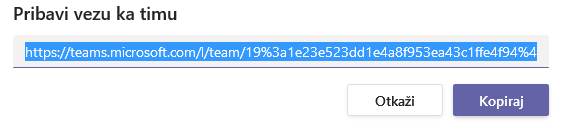 Pribavi vezu ka timu
https://teams.microsoft.com/l/team/19%3a1e23e523dd1e4a8f953ea43c1ffe4f94%4
Otkaži
Kopiraj